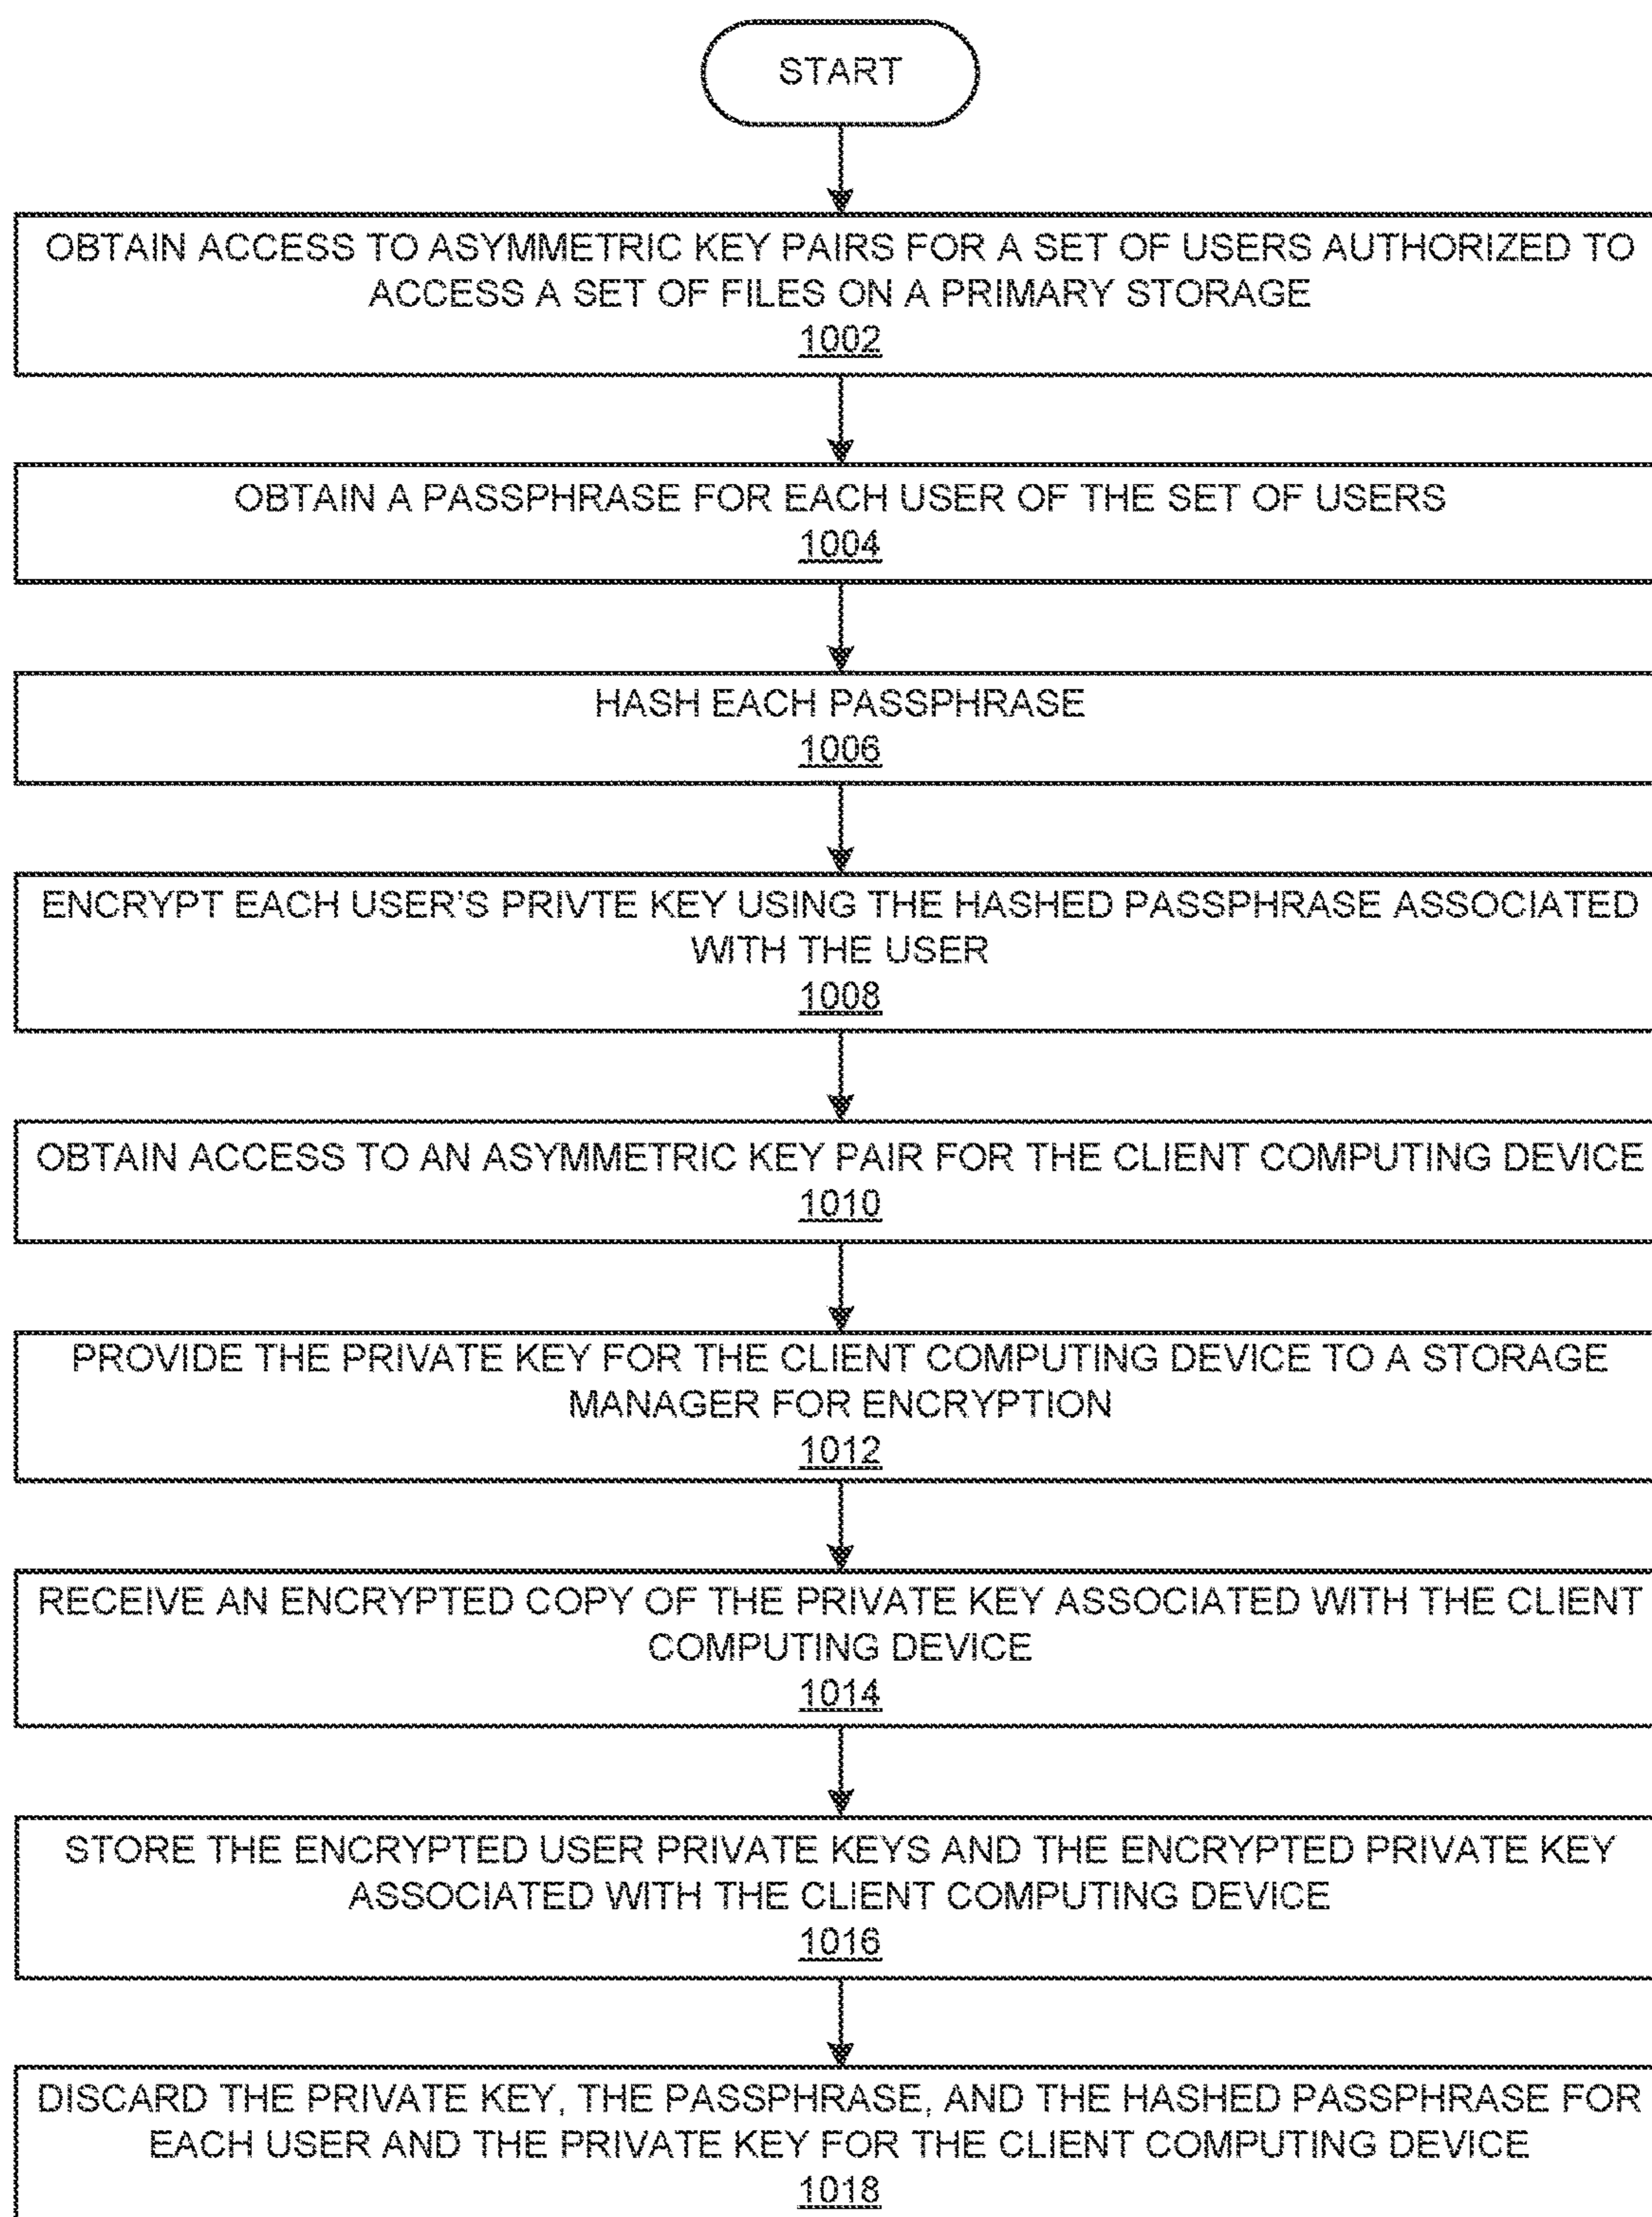 START
OBTAIN ACCESS TO ASYMMETRIC KEY PAIRS FOR A SET OF USERS AUTHORIZED TO
ACCESS A SET OF FILES ON A PRIMARY STORAGE
1002
OBTAIN A PASSPHRASE FOR EACH USER OF THE SET OF USERS
1004
HASH EACH PASSPHRASE
1006
ENCRYPT EACH USER'S PRIVTE KEY USING THE HASHED PASSPHRASE ASSOCIATED
WITH THE USER
1008
OBTAIN ACCESS TO AN ASYMMETRIC KEY PAIR FOR THE CLIENT COMPUTING DEVICE
1010
PROVIDE THE PRIVATE KEY FOR THE CLIENT COMPUTING DEVICE TO A STORAGE
MANAGER FOR ENCRYPTION
1012
RECEIVE AN ENCRYPTED COPY OF THE PRIVATE KEY ASSOCIATED WITH THE CLIENT
COMPUTING DEVICE
1014
STORE THE ENCRYPTED USER PRIVATE KEYS AND THE ENCRYPTED PRIVATE KEY
ASSOCIATED WITH THE CLIENT COMPUTING DEVICE
1016
DISCARD THE PRIVATE KEY, THE PASSPHRASE, AND THE HASHED PASSPHRASE FOR
EACH USER AND THE PRIVATE KEY FOR THE CLIENT COMPUTING DEVICE
1018